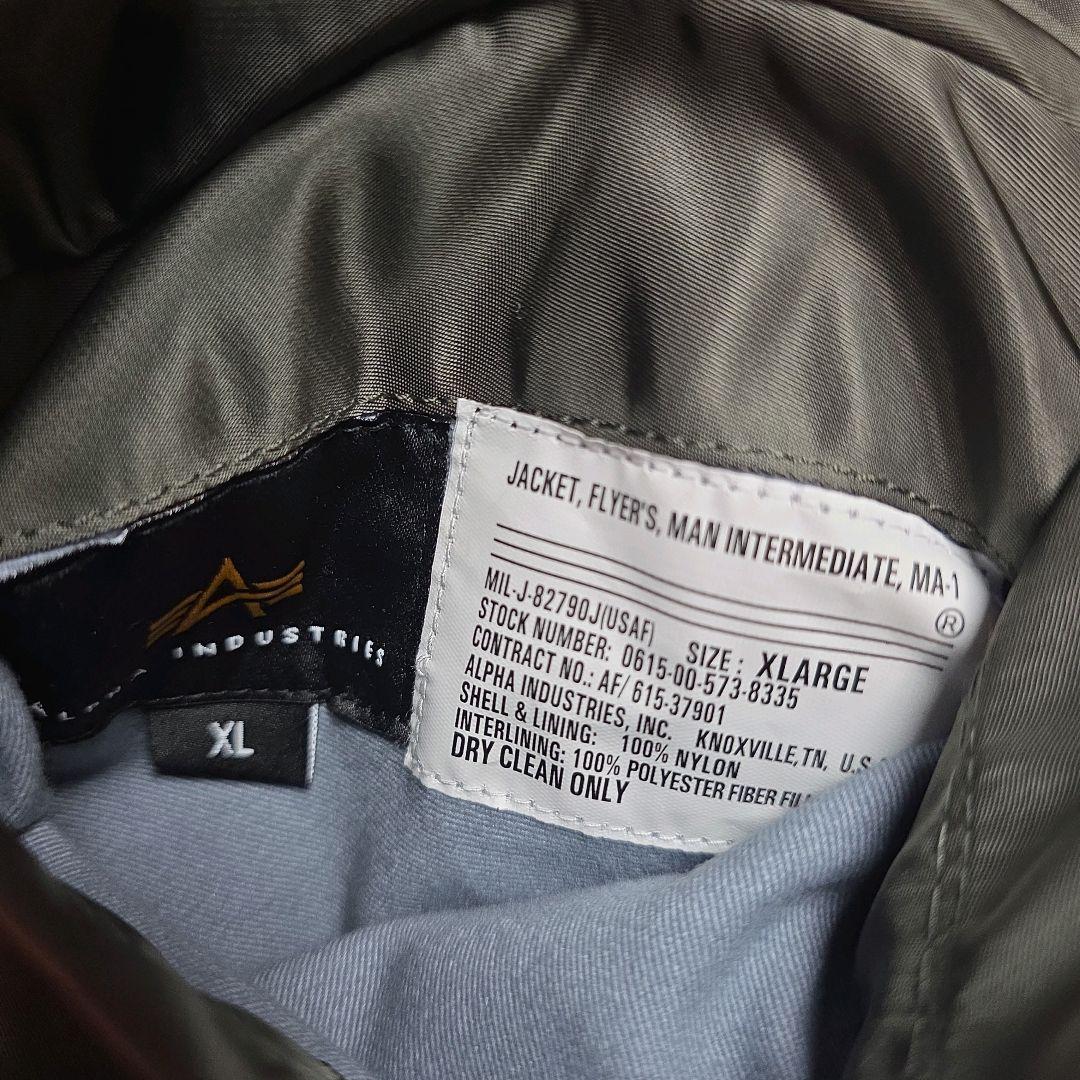 INDUSTRIES
XL
JACKET, FLYER'S, MAN INTERMEDIATE, MA-1
®
MIL-J-82790J(USAF) SIZE: XLARGE
STOCK NUMBER: 0615-00-573-8335
CONTRACT NO.: AF/ 615-37901
ALPHA INDUSTRIES, INC. KNOXVILLE,TN, U.S.
SHELL & LINING: 100% NYLON
INTERLINING: 100% POLYESTER FIBER
DRY CLEAN ONLY